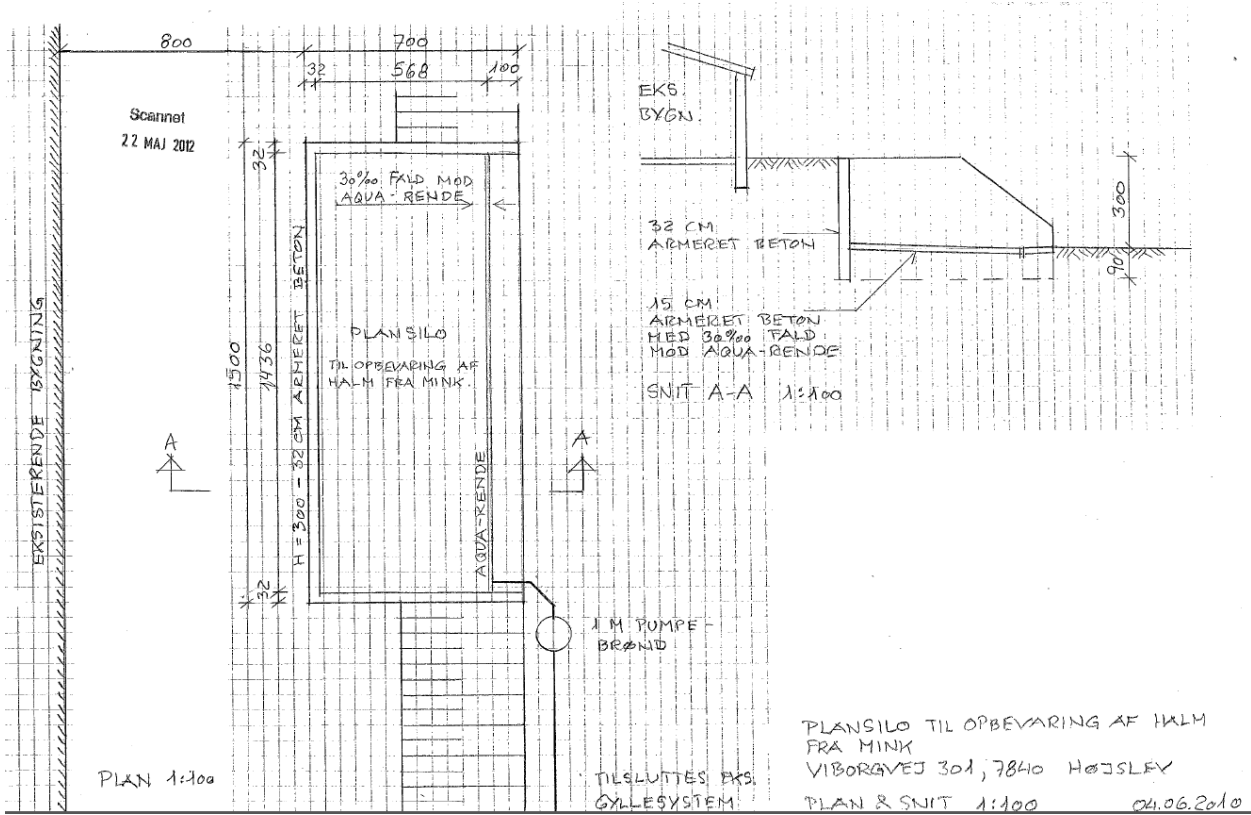 800
700
32
568
100
Scannet
22 MAJ 2012
32
30‰ FALD MOD
AQUA-RENDE
EKSISTERENDE BYGNING
1500
1436
H = 300 - 32 CM ARMERET BETON
PLANSILO
TIL OPBEVARING AF
HALM FRA MINK.
AQUA-RENDE
A
A
32
1 M PUMPE-
BRØND
PLAN 1:100
TILSLUTTES EKS.
GYLLESYSTEM
EKS.
BYGN.
32 CM
ARMERET BETON
300
90
15 CM
ARMERET BETON
MED 30‰ FALD
MOD AQUA-RENDE
SNIT A-A 1:100
PLANSILO TIL OPBEVARING AF HALM
FRA MINK
VIBORGVEJ 301, 7840 HØJSLEV
PLAN & SNIT 1:100 04.06.2010